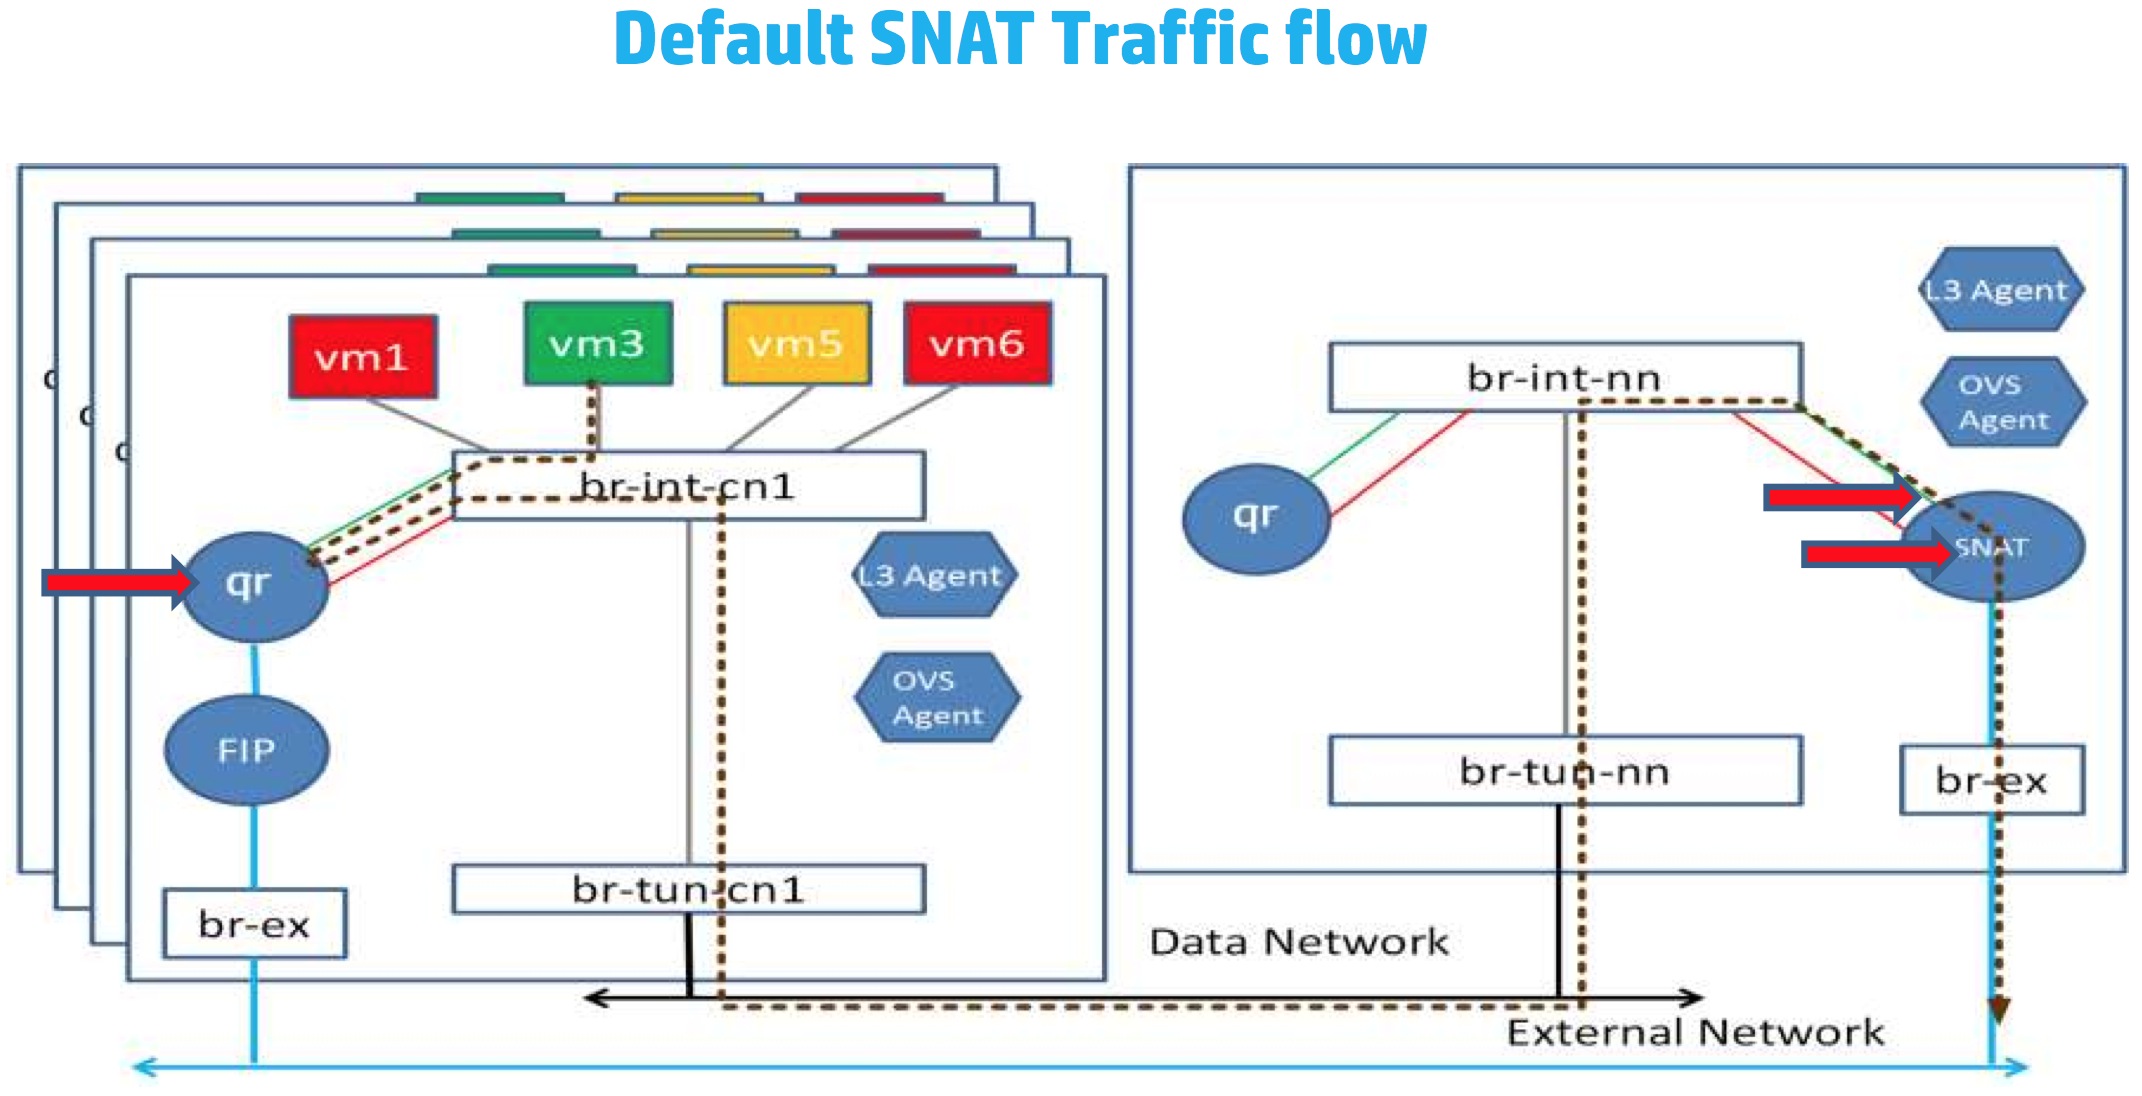 Default SNAT Traffic flow
vm1
vm3
vm5
vm6
br-int-cn1
qr
L3 Agent
OVS
Agent
FIP
br-tun-cn1
br-ex
L3 Agent
br-int-nn
OVS
Agent
qr
SNAT
br-tun-nn
br-ex
Data Network
External Network